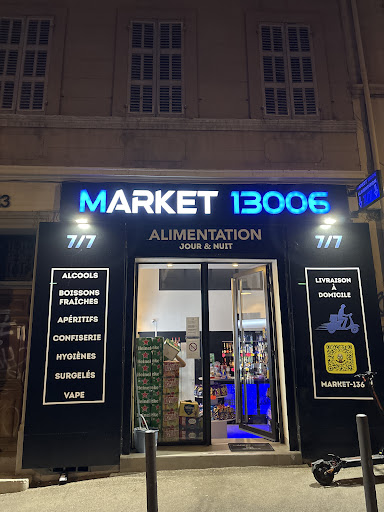 MARKET 13006
ALIMENTATION
JOUR & NUIT
7/7
7/7
ALCOOLS
BOISSONS
FRAÎCHES
APÉRITIFS
CONFISERIE
HYGIÈNES
SURGELÉS
VAPE
LIVRAISON
À
DOMICILE
MARKET-136
Heineken